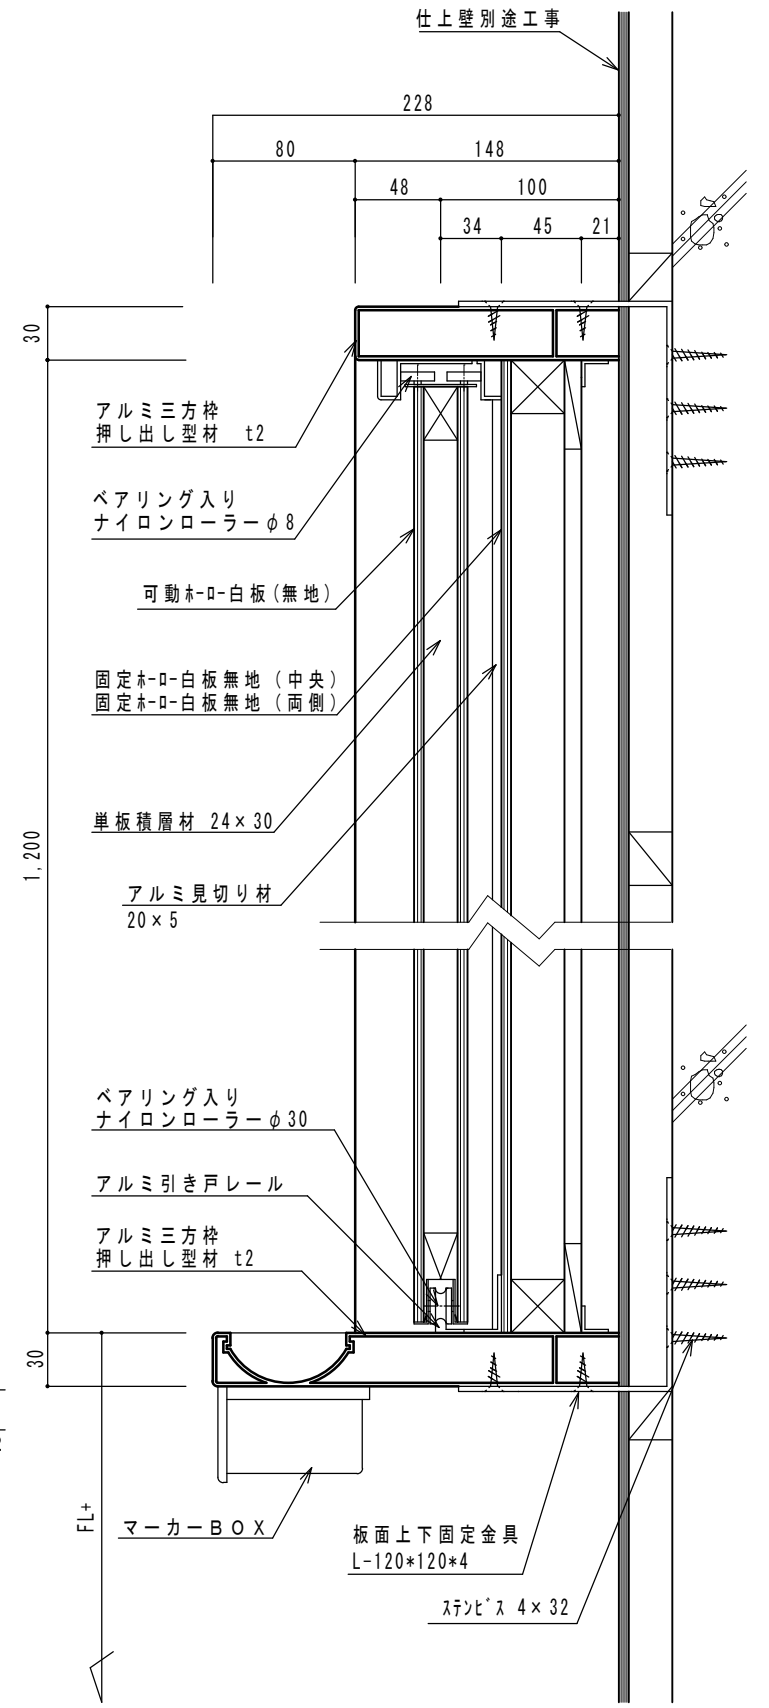 仕上壁別途工事
228
80
148
48
100
34
45
21
30
アルミ三方枠
押し出し型材 t2
ベアリング入り
ナイロンローラーφ8
可動ﾎｰﾛｰ白板(無地)
固定ﾎｰﾛｰ白板無地 (中央)
固定ﾎｰﾛｰ白板無地 (両側)
単板積層材 24×30
1,200
アルミ見切り材
20×5
ベアリング入り
ナイロンローラーφ30
アルミ引き戸レール
アルミ三方枠
押し出し型材 t2
30
FL+
マーカーBOX
板面上下固定金具
L-120*120*4
ｽﾃﾝﾋﾞｽ 4×32